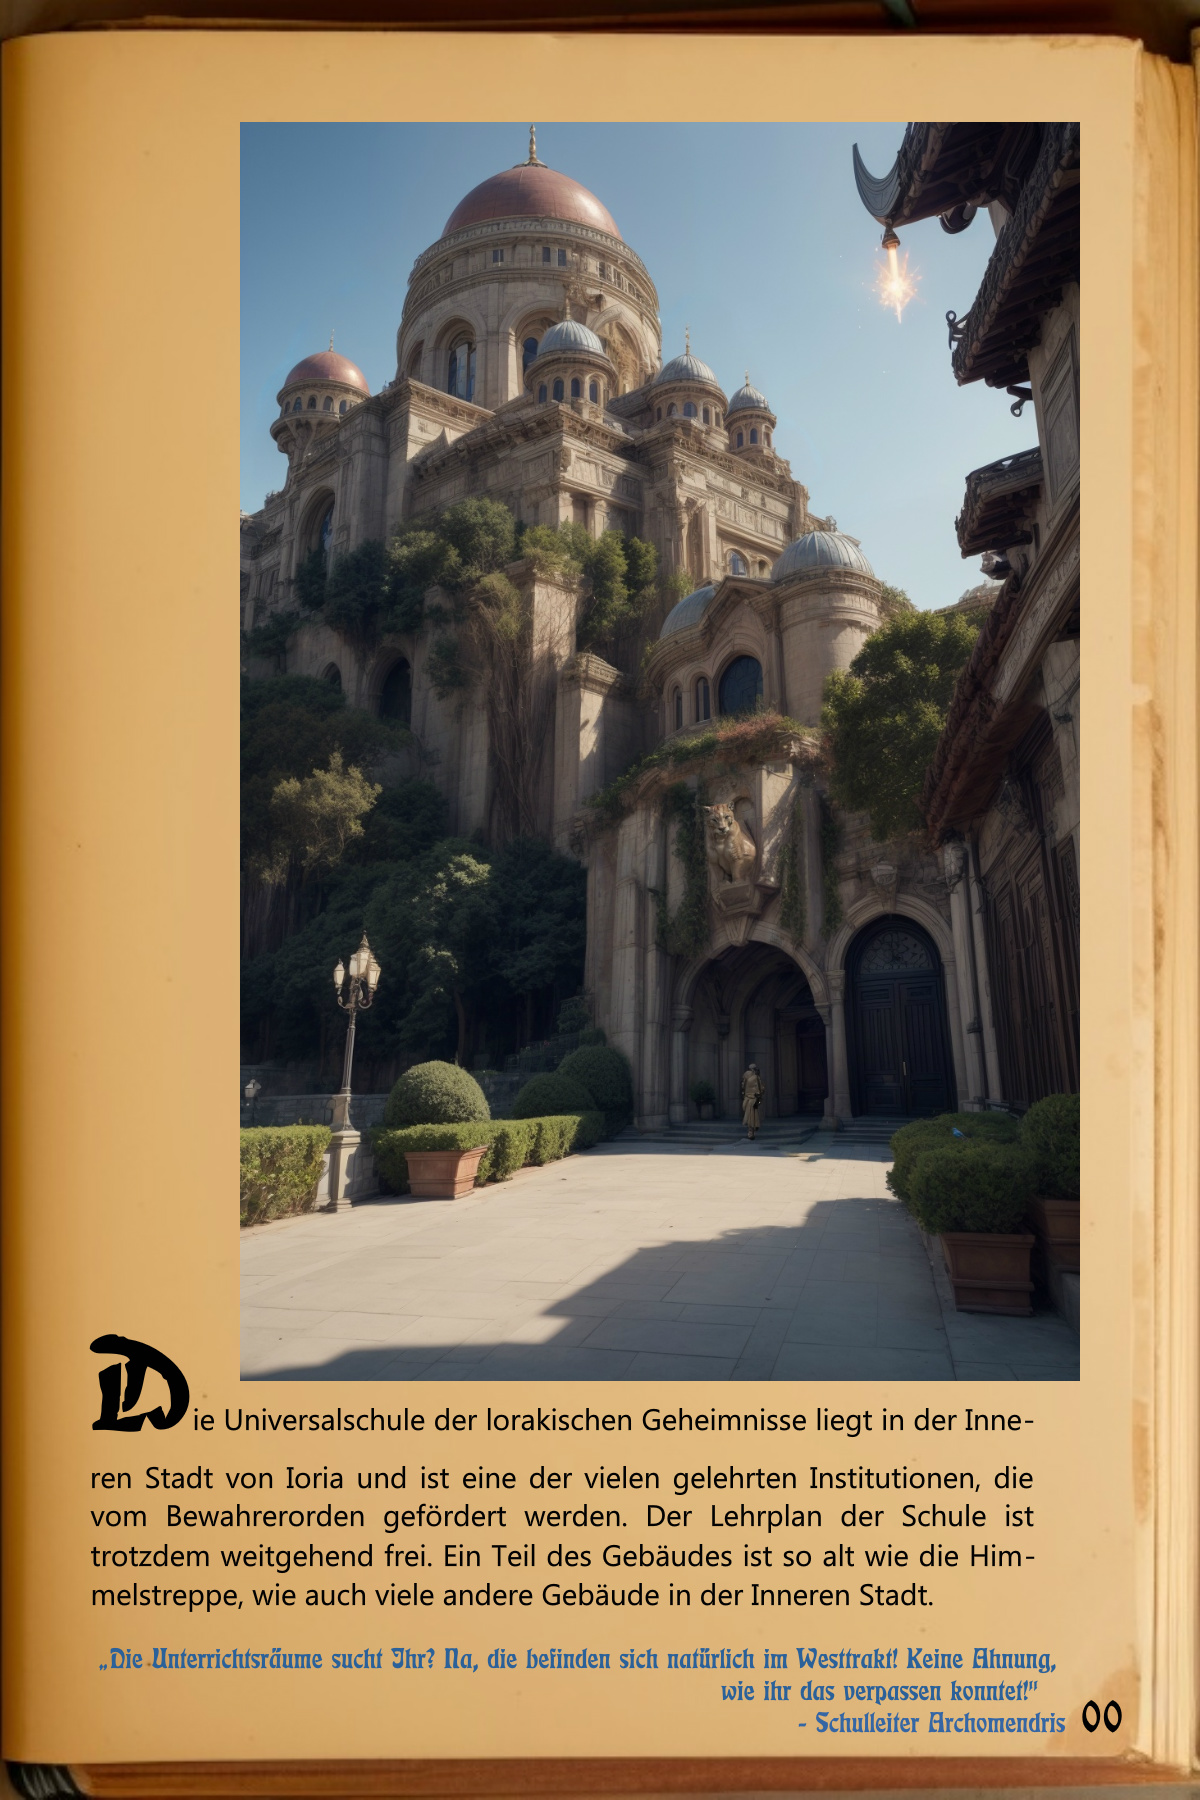 Die Universalschule der lorakischen Geheimnisse liegt in der Inne-
ren Stadt von Ioria und ist eine der vielen gelehrten Institutionen, die
vom Bewahrerorden gefördert werden. Der Lehrplan der Schule ist
trotzdem weitgehend frei. Ein Teil des Gebäudes ist so alt wie die Him-
melstreppe, wie auch viele andere Gebäude in der Inneren Stadt.
„Die Unterrichtsräume sucht Ihr? Na, die befinden sich natürlich im Westtrakt! Keine Ahnung,
wie ihr das verpassen konntet!"
- Schulleiter Archomendris
00